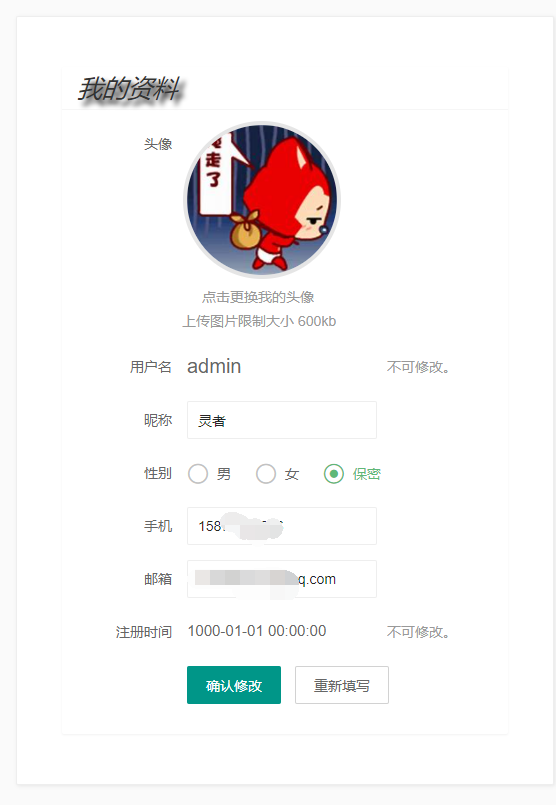 我的资料
头像
走了
点击更换我的头像
上传图片限制大小 600kb
用户名 admin 不可修改。
昵称 灵者
性别 男 女 保密
手机 158
邮箱 q.com
注册时间 1000-01-01 00:00:00 不可修改。
确认修改 重新填写